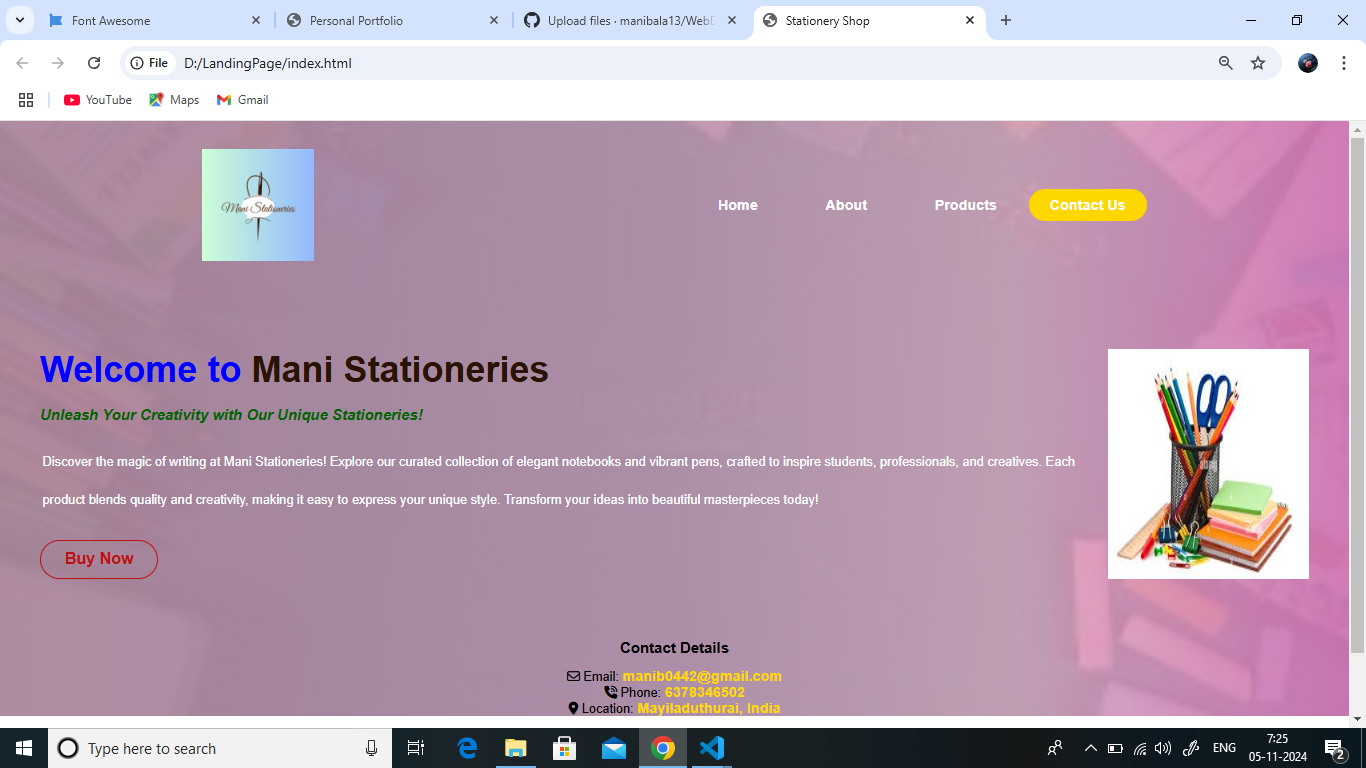 Font Awesome
Personal Portfolio
Upload files · manibala13/WebD
Stationery Shop
File D:/LandingPage/index.html
YouTube Maps Gmail
Mani Stationeries
Home About Products Contact Us
Welcome to Mani Stationeries
Unleash Your Creativity with Our Unique Stationeries!
Discover the magic of writing at Mani Stationeries! Explore our curated collection of elegant notebooks and vibrant pens, crafted to inspire students, professionals, and creatives. Each
product blends quality and creativity, making it easy to express your unique style. Transform your ideas into beautiful masterpieces today!
Buy Now
Contact Details
Email: manib0442@gmail.com
Phone: 6378346502
Location: Mayiladuthurai, India
Type here to search
ENG
7:25
05-11-2024
2